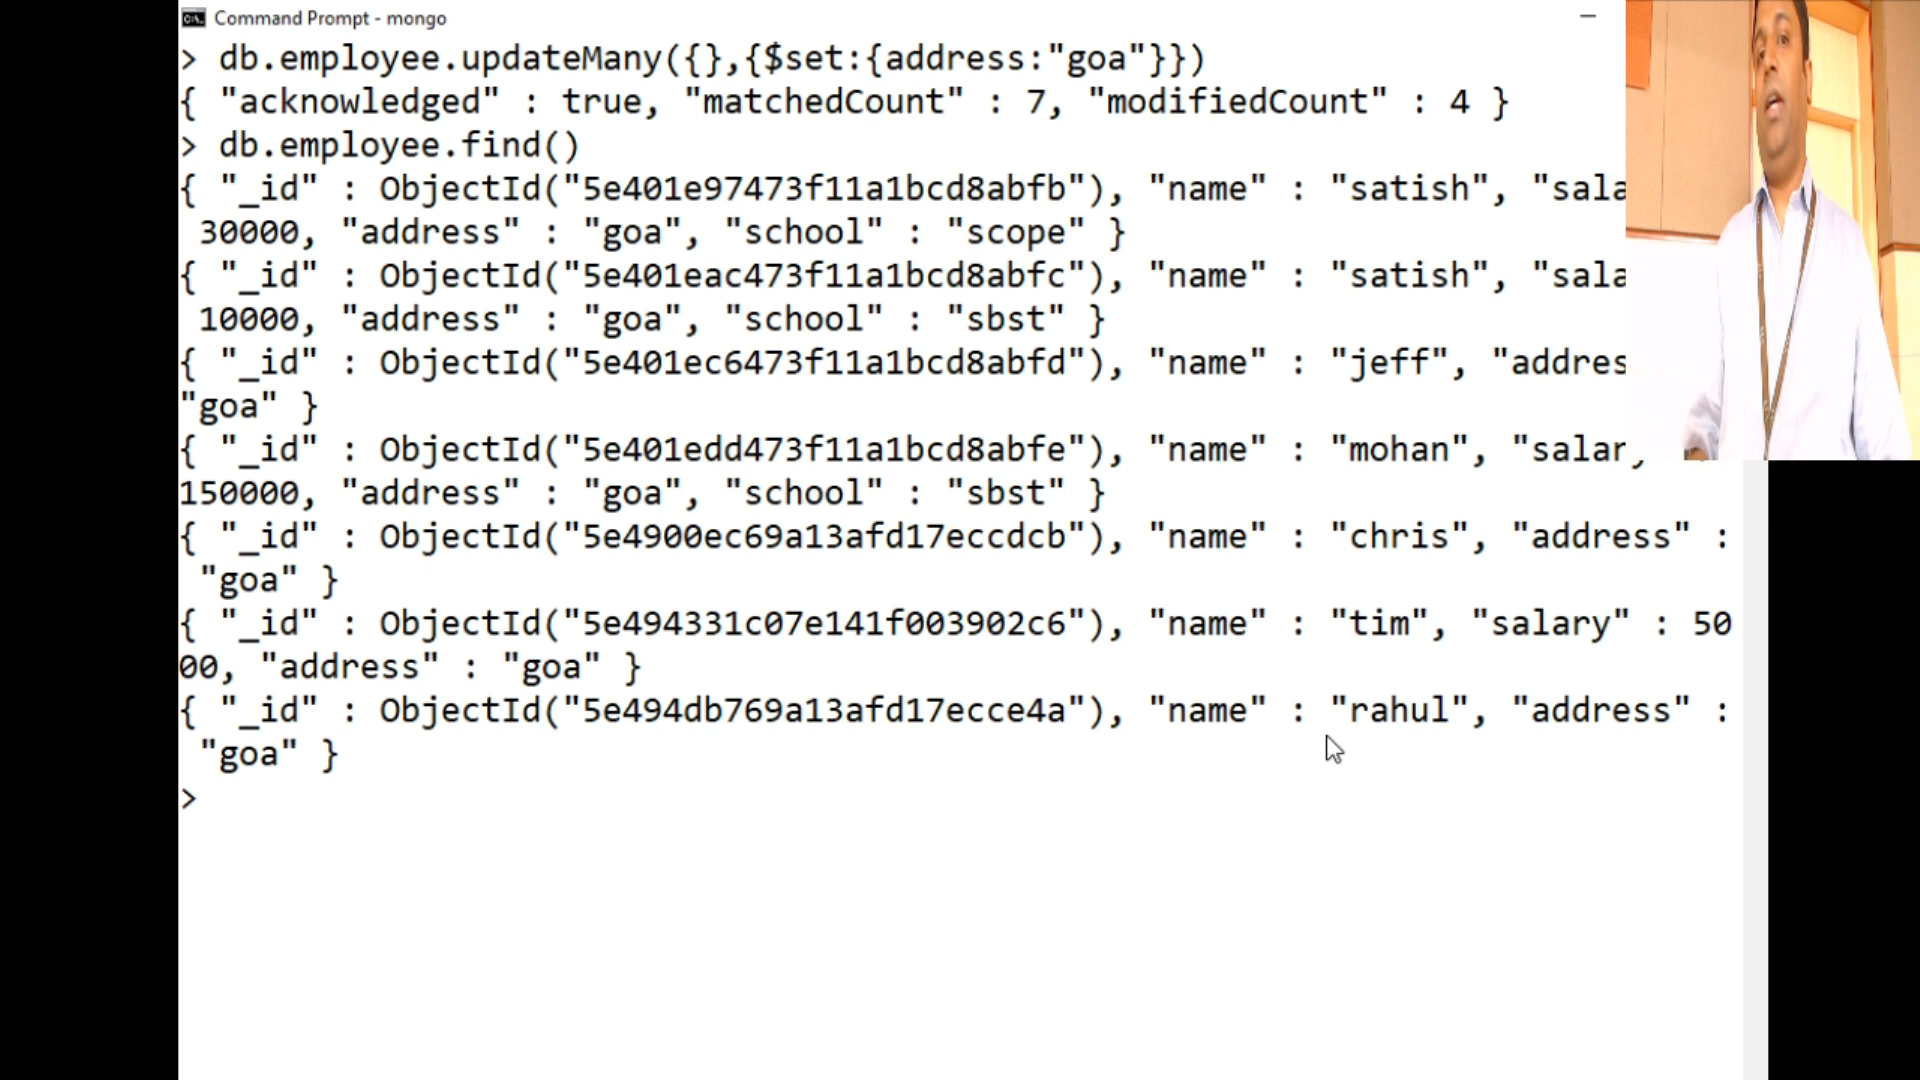 Command Prompt - mongo
> db.employee.updateMany({},{$set:{address:"goa"}})
{ "acknowledged" : true, "matchedCount" : 7, "modifiedCount" : 4 }
> db.employee.find()
{ "_id" : ObjectId("5e401e97473f11a1bcd8abfb"), "name" : "satish", "sala
30000, "address" : "goa", "school" : "scope" }
{ "_id" : ObjectId("5e401eac473f11a1bcd8abfc"), "name" : "satish", "sala
10000, "address" : "goa", "school" : "sbst" }
{ "_id" : ObjectId("5e401ec6473f11a1bcd8abfd"), "name" : "jeff", "addres
"goa" }
{ "_id" : ObjectId("5e401edd473f11a1bcd8abfe"), "name" : "mohan", "salary
150000, "address" : "goa", "school" : "sbst" }
{ "_id" : ObjectId("5e4900ec69a13afd17eccdcb"), "name" : "chris", "address" :
"goa" }
{ "_id" : ObjectId("5e494331c07e141f003902c6"), "name" : "tim", "salary" : 50
00, "address" : "goa" }
{ "_id" : ObjectId("5e494db769a13afd17ecce4a"), "name" : "rahul", "address" :
"goa" }
>